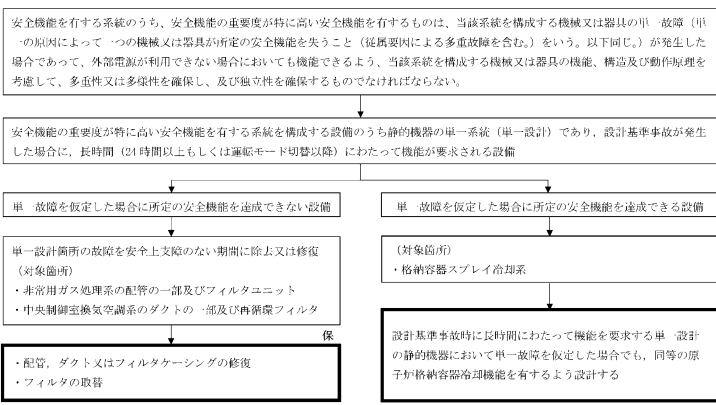 安全機能を有する系統のうち、安全機能の重要度が特に高い安全機能を有するものは、当該系統を構成する機械又は器具の単一故障（単
一の原因によって一つの機械又は器具が所定の安全機能を失うこと（従属要因による多重故障を含む。）をいう。以下同じ。）が発生した
場合であって、外部電源が利用できない場合においても機能できるよう、当該系統を構成する機械又は器具の機能、構造及び動作原理を
考慮して、多重性又は多様性を確保し、及び独立性を確保するものでなければならない。
安全機能の重要度が特に高い安全機能を有する系統を構成する設備のうち静的機器の単一系統（単一設計）であり，設計基準事故が発生
した場合に，長時間（24時間以上もしくは運転モード切替以降）にわたって機能が要求される設備
単一故障を仮定した場合に所定の安全機能を達成できない設備
単一故障を仮定した場合に所定の安全機能を達成できる設備
単一設計箇所の故障を安全上支障のない期間に除去又は修復
（対象箇所）
・非常用ガス処理系の配管の一部及びフィルタユニット
・中央制御室換気空調系のダクトの一部及び再循環フィルタ
（対象箇所）
・格納容器スプレイ冷却系
保
・配管，ダクト又はフィルタケーシングの修復
・フィルタの取替
設計基準事故時に長時間にわたって機能を要求する単一設計
の静的機器において単一故障を仮定した場合でも，同等の原
子炉格納容器冷却機能を有するよう設計する